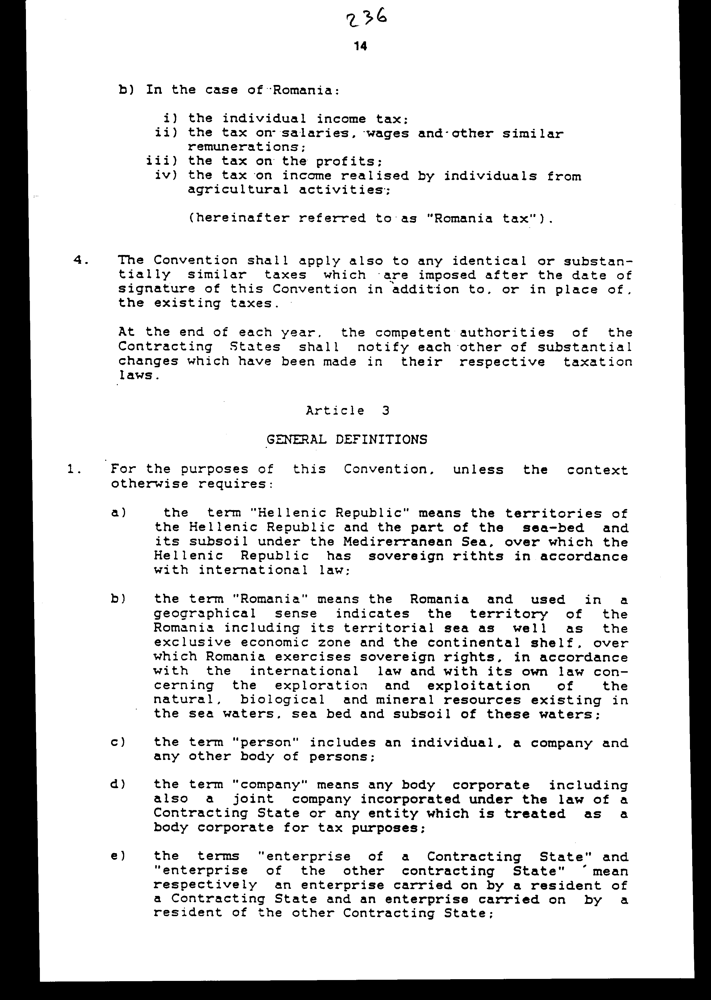 236
14
b) In the case of Romania:
i) the individual income tax;
ii) the tax on salaries, wages and other similar
remunerations;
iii) the tax on the profits;
iv) the tax on income realised by individuals from
agricultural activities;
(hereinafter referred to as "Romania tax").
4. The Convention shall apply also to any identical or substan-
tially similar taxes which are imposed after the date of
signature of this Convention in addition to, or in place of,
the existing taxes.
At the end of each year, the competent authorities of the
Contracting States shall notify each other of substantial
changes which have been made in their respective taxation
laws.
Article 3
GENERAL DEFINITIONS
1. For the purposes of this Convention, unless the context
otherwise requires:
a) the term "Hellenic Republic" means the territories of
the Hellenic Republic and the part of the sea-bed and
its subsoil under the Medirerranean Sea, over which the
Hellenic Republic has sovereign rithts in accordance
with international law;
b) the term "Romania" means the Romania and used in a
geographical sense indicates the territory of the
Romania including its territorial sea as well as the
exclusive economic zone and the continental shelf, over
which Romania exercises sovereign rights, in accordance
with the international law and with its own law con-
cerning the exploration and exploitation of the
natural, biological and mineral resources existing in
the sea waters, sea bed and subsoil of these waters;
c) the term "person" includes an individual, a company and
any other body of persons;
d) the term "company" means any body corporate including
also a joint company incorporated under the law of a
Contracting State or any entity which is treated as a
body corporate for tax purposes;
e) the terms "enterprise of a Contracting State" and
"enterprise of the other contracting State" mean
respectively an enterprise carried on by a resident of
a Contracting State and an enterprise carried on by a
resident of the other Contracting State;